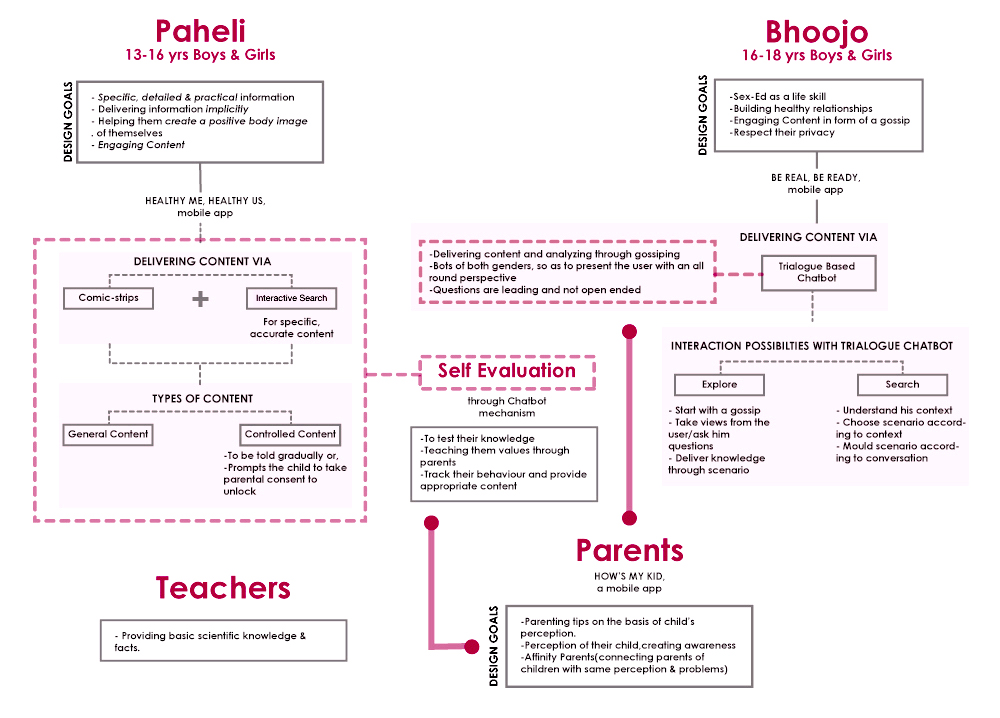 Paheli
13-16 yrs Boys & Girls
DESIGN GOALS
- Specific, detailed & practical information
- Delivering information implicitly
- Helping them create a positive body image
. of themselves
- Engaging Content
HEALTHY ME, HEALTHY US,
mobile app
DELIVERING CONTENT VIA
Comic-strips
+
Interactive Search
For specific,
accurate content
TYPES OF CONTENT
General Content
Controlled Content
-To be told gradually or,
-Prompts the child to take
parental consent to
unlock
Bhoojo
16-18 yrs Boys & Girls
DESIGN GOALS
-Sex-Ed as a life skill
-Building healthy relationships
-Engaging Content in form of a gossip
-Respect their privacy
BE REAL, BE READY,
mobile app
DELIVERING CONTENT VIA
Trialogue Based
Chatbot
-Delivering content and analyzing through gossiping
-Bots of both genders, so as to present the user with an all
round perspective
-Questions are leading and not open ended
INTERACTION POSSIBILTIES WITH TRIALOGUE CHATBOT
Explore
- Start with a gossip
- Take views from the
user/ask him
questions
- Deliver knowledge
through scenario
Search
- Understand his context
- Choose scenario accord-
ing to context
- Mould scenario accord-
ing to conversation
Self Evaluation
through Chatbot
mechanism
-To test their knowledge
-Teaching them values through
parents
-Track their behaviour and provide
appropriate content
Teachers
- Providing basic scientific knowledge &
facts.
Parents
HOW'S MY KID,
a mobile app
DESIGN GOALS
-Parenting tips on the basis of child's
perception.
-Perception of their child,creating awareness
-Affinity Parents(connecting parents of
children with same perception & problems)